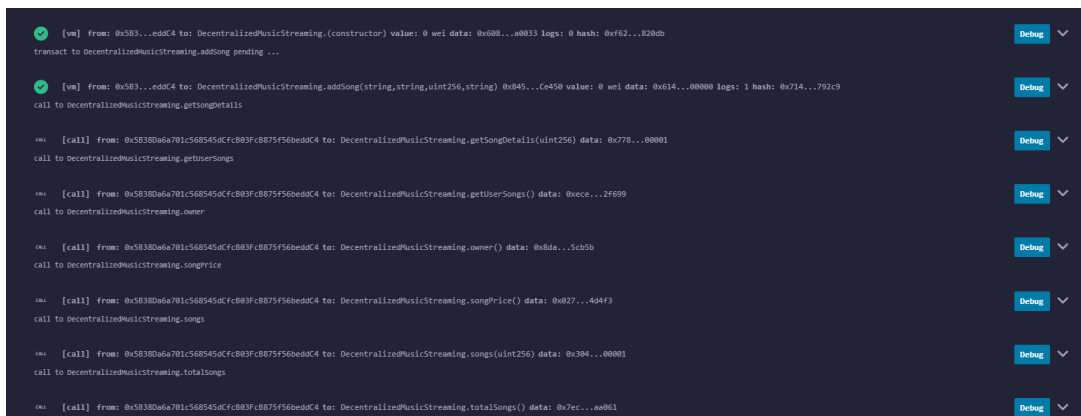 [vm] from: 0x5B3...eddC4 to: DecentralizedMusicStreaming.(constructor) value: 0 wei data: 0x608...a0033 logs: 0 hash: 0xf62...820db Debug
transact to DecentralizedMusicStreaming.addSong pending ...
[vm] from: 0x5B3...eddC4 to: DecentralizedMusicStreaming.addSong(string,string,uint256,string) 0x845...Ce450 value: 0 wei data: 0x614...00000 logs: 1 hash: 0x714...792c9 Debug
call to DecentralizedMusicStreaming.getSongDetails
CALL [call] from: 0x5B38Da6a701c568545dCfcB03FcB875f56beddC4 to: DecentralizedMusicStreaming.getSongDetails(uint256) data: 0x778...00001 Debug
call to DecentralizedMusicStreaming.getUserSongs
CALL [call] from: 0x5B38Da6a701c568545dCfcB03FcB875f56beddC4 to: DecentralizedMusicStreaming.getUserSongs() data: 0xece...2f699 Debug
call to DecentralizedMusicStreaming.owner
CALL [call] from: 0x5B38Da6a701c568545dCfcB03FcB875f56beddC4 to: DecentralizedMusicStreaming.owner() data: 0x8da...5cb5b Debug
call to DecentralizedMusicStreaming.songPrice
CALL [call] from: 0x5B38Da6a701c568545dCfcB03FcB875f56beddC4 to: DecentralizedMusicStreaming.songPrice() data: 0x027...4d4f3 Debug
call to DecentralizedMusicStreaming.songs
CALL [call] from: 0x5B38Da6a701c568545dCfcB03FcB875f56beddC4 to: DecentralizedMusicStreaming.songs(uint256) data: 0x304...00001 Debug
call to DecentralizedMusicStreaming.totalSongs
CALL [call] from: 0x5B38Da6a701c568545dCfcB03FcB875f56beddC4 to: DecentralizedMusicStreaming.totalSongs() data: 0x7ec...aa061 Debug